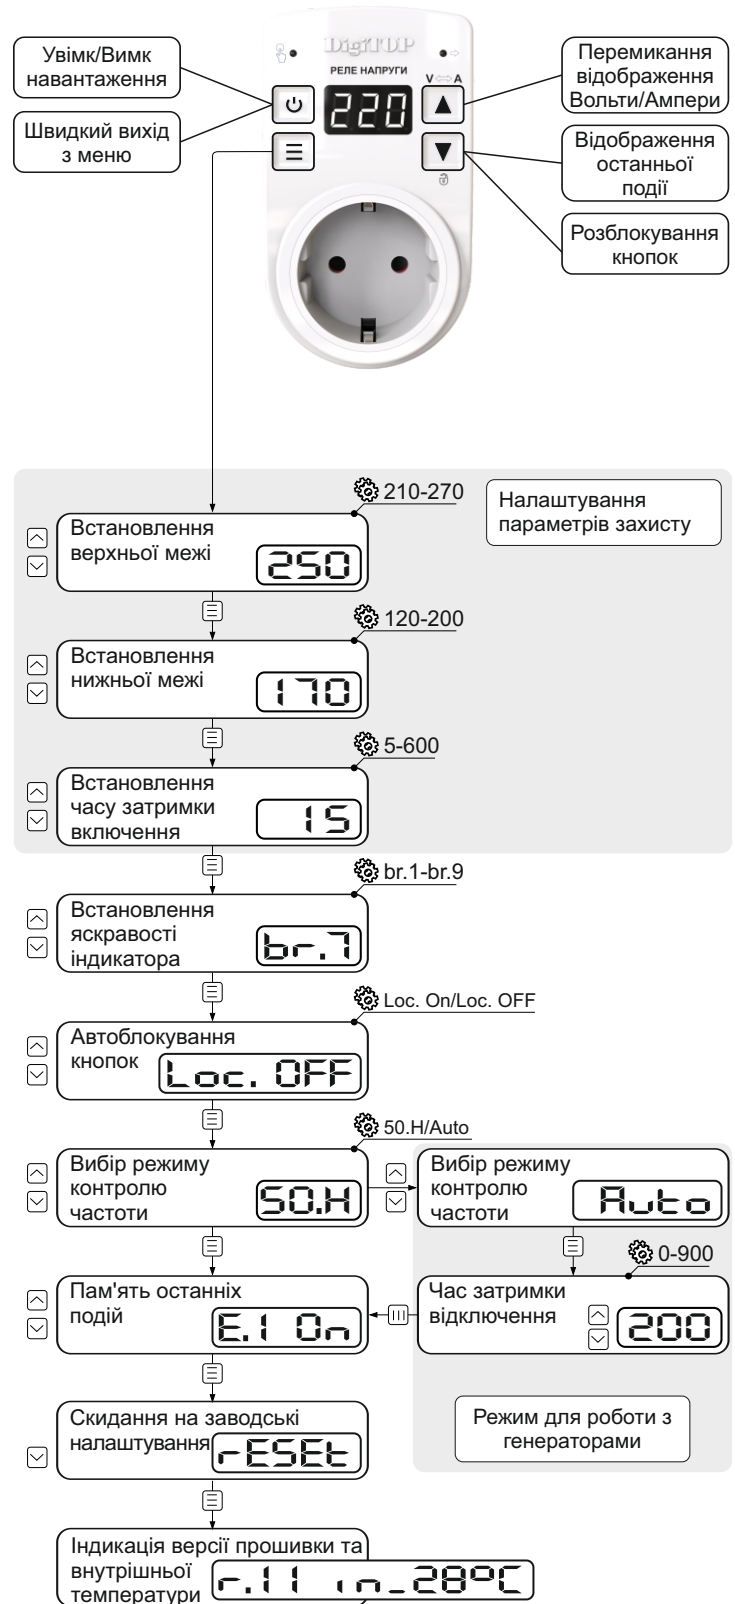 DigiTOP
РЕЛЕ НАПРУГИ
V A
220
Увімк/Вимк
навантаження
Швидкий вихід
з меню
Перемикання
відображення
Вольти/Ампери
Відображення
останньої
події
Розблокування
кнопок
210-270
Налаштування
параметрів захисту
Встановлення
верхньої межі
250
120-200
Встановлення
нижньої межі
170
5-600
Встановлення
часу затримки
включення
15
br.1-br.9
Встановлення
яскравості
індикатора
br.7
Loc. On/Loc. OFF
Автоблокування
кнопок
Loc. OFF
50.H/Auto
Вибір режиму
контролю
частоти
50.H
Вибір режиму
контролю
частоти
Auto
0-900
Час затримки
відключення
200
Пам'ять останніх
подій
E.1 On
Режим для роботи з
генераторами
Скидання на заводські
налаштування
rESEt
Індикація версії прошивки та
внутрішньої
температури
r.11 in_28ºC